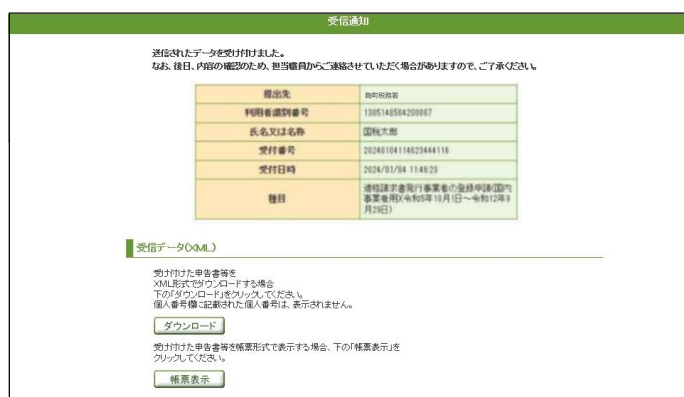 受信通知
送信されたデータを受け付けました。
なお、後日、内容の確認のため、担当職員からご連絡させていただく場合がありますので、ご了承ください。
提出先 麹町税務署
利用者識別番号
氏名又は名称 国税太郎
受付番号 20240104114623444116
受付日時 2024/01/04 11:46:23
種目 適格請求書発行事業者の登録申請(国内
事業者用)(令和5年10月1日~令和12年9
月29日)
受信データ(XML)
受け付けた申告書等を
XML形式でダウンロードする場合
下の「ダウンロード」をクリックしてください。
個人番号欄に記載された個人番号は、表示されません。
ダウンロード
受け付けた申告書等を帳票形式で表示する場合、下の「帳票表示」を
クリックしてください。
帳票表示